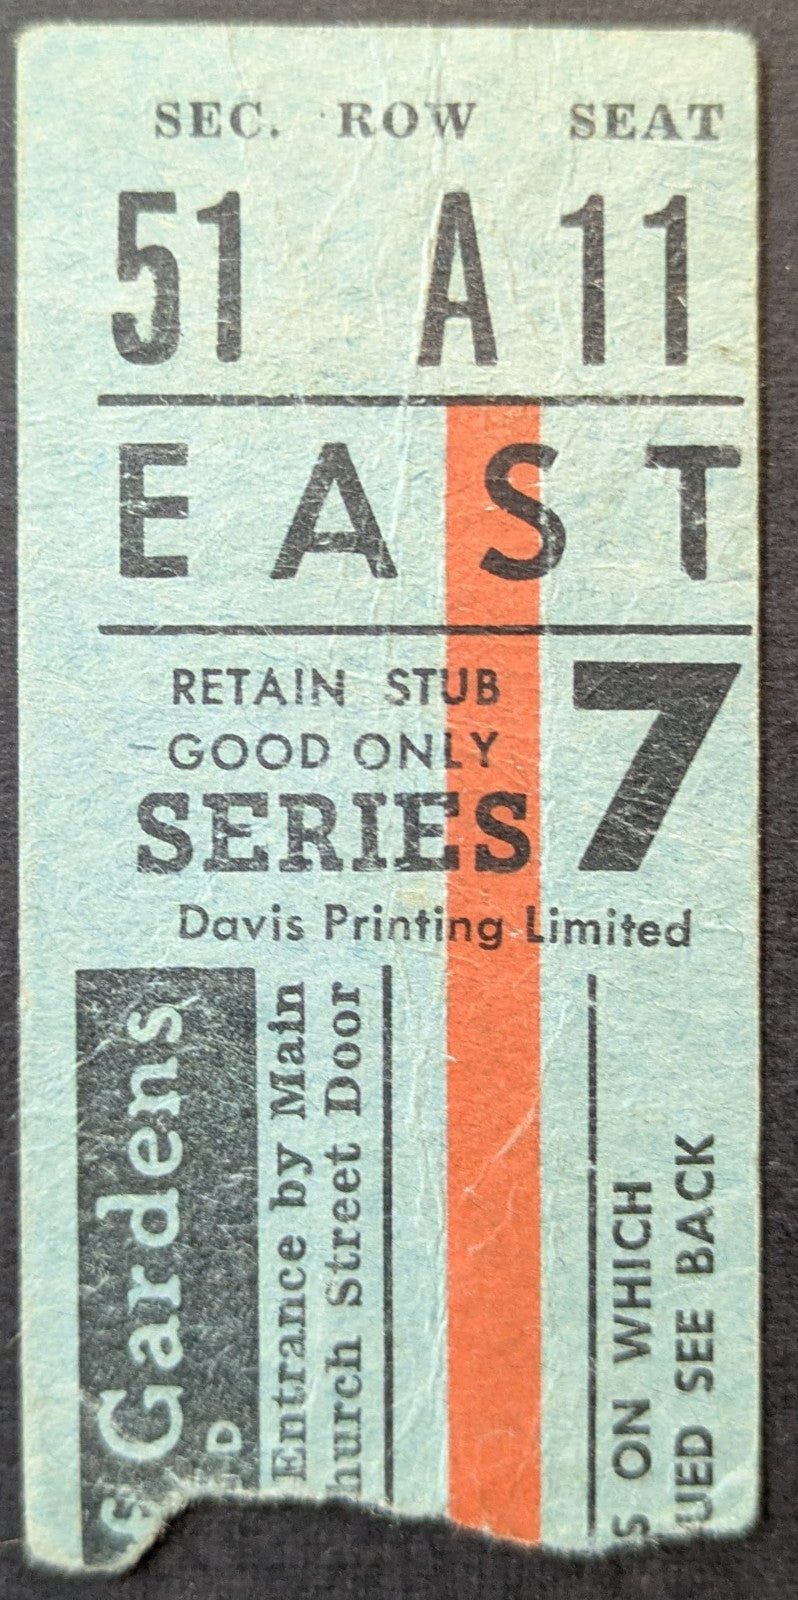 SEC. ROW SEAT
51 A 11
EAST
RETAIN STUB
GOOD ONLY
SERIES 7
Davis Printing Limited
Gardens
D
Entrance by Main
hurch Street Door
S ON WHICH
UED SEE BACK